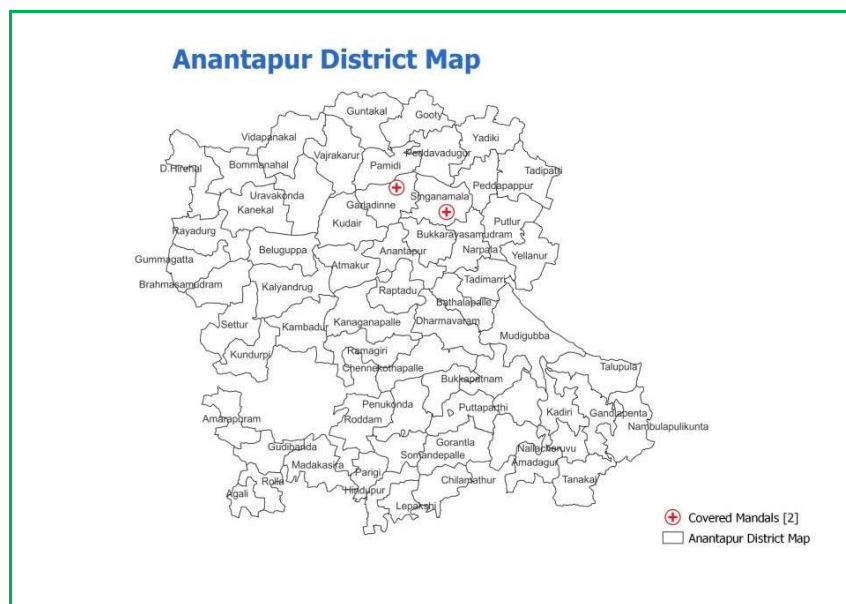 Anantapur District Map
Guntakal
Gooty
Vidapanakal
Yadiki
Vajrakarur
Peddavadugur
D.Hirehal
Bommanahal
Pamidi
Tadipatri
Peddapappur
Uravakonda
Singanamala
Kanekal
Garladinne
Kudair
Putlur
Rayadurg
Bukkarayasamudram
Beluguppa
Anantapur
Narpala
Yellanur
Gummagatta
Atmakur
Brahmasamudram
Kalyandrug
Raptadu
Tadimarri
Bathalapalle
Settur
Kambadur
Kanaganapalle
Dharmavaram
Mudigubba
Kundurpi
Ramagiri
Chennekothapalle
Talupula
Bukkapatnam
Amarapuram
Penukonda
Puttaparthi
Kadiri
Gandlapenta
Roddam
Nambulapulikunta
Gudibanda
Gorantla
Nallacheruvu
Somandepalle
Madakasira
Parigi
Amadagur
Rolla
Chilamathur
Tanakal
Agali
Hindupur
Lepakshi
Covered Mandals [2]
Anantapur District Map